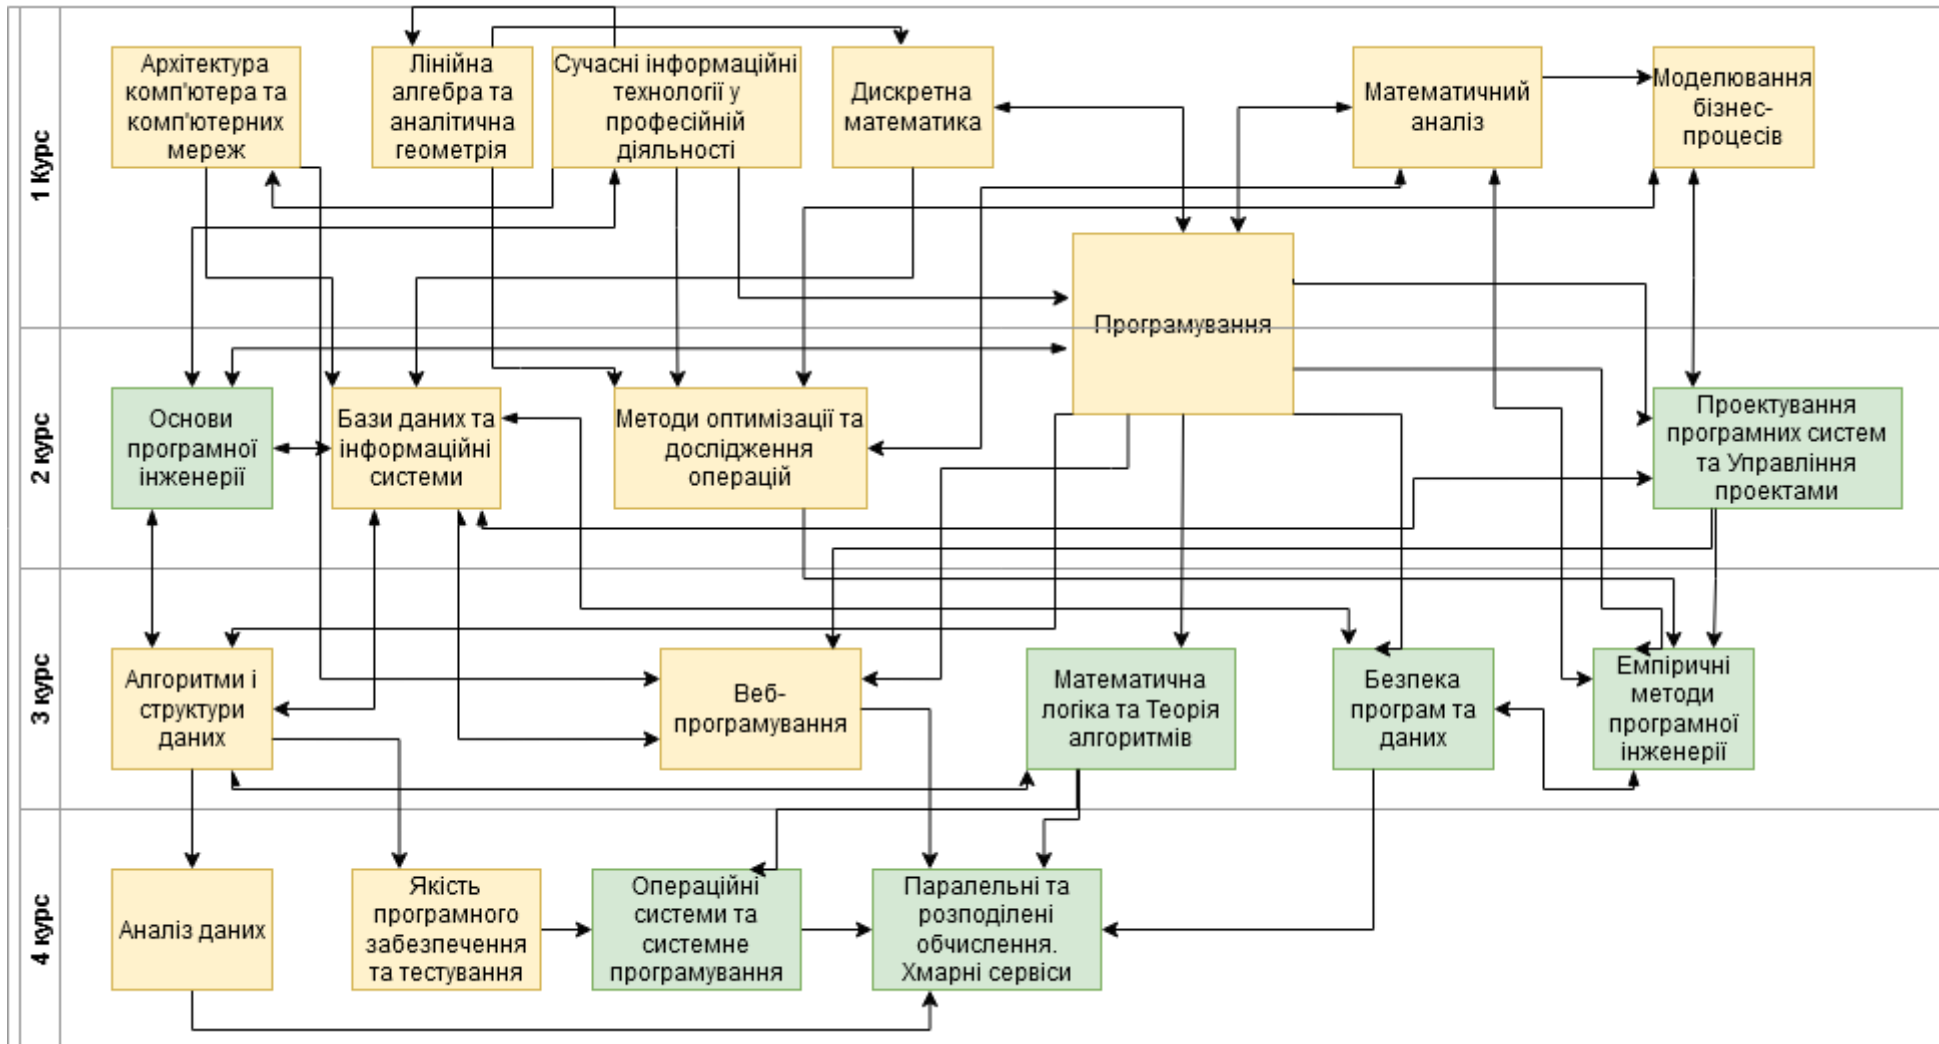 1 Курс
Архітектура
комп'ютера та
комп'ютерних
мереж
Лінійна
алгебра та
аналітична
геометрія
Сучасні інформаційні
технології у
професійній
діяльності
Дискретна
математика
Математичний
аналіз
Моделювання
бізнес-
процесів
Програмування
2 курс
Основи
програмної
інженерії
Бази даних та
інформаційні
системи
Методи оптимізації та
дослідження
операцій
Проектування
програмних систем
та Управління
проектами
3 курс
Алгоритми і
структури
даних
Веб-
програмування
Математична
логіка та Теорія
алгоритмів
Безпека
програм та
даних
Емпіричні
методи
програмної
інженерії
4 курс
Аналіз даних
Якість
програмного
забезпечення
та тестування
Операційні
системи та
системне
програмування
Паралельні та
розподілені
обчислення.
Хмарні сервіси